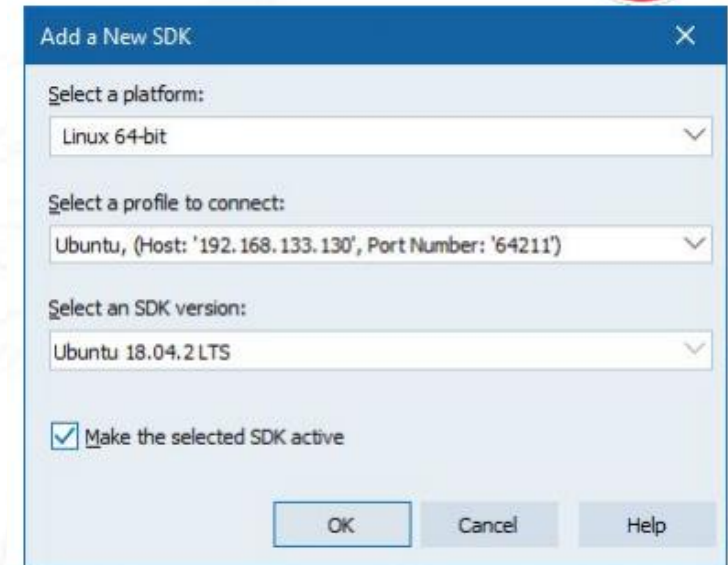 Add a New SDK
Select a platform:
Linux 64-bit
Select a profile to connect:
Ubuntu, (Host: '192.168.133.130', Port Number: '64211')
Select an SDK version:
Ubuntu 18.04.2 LTS
Make the selected SDK active
OK Cancel Help